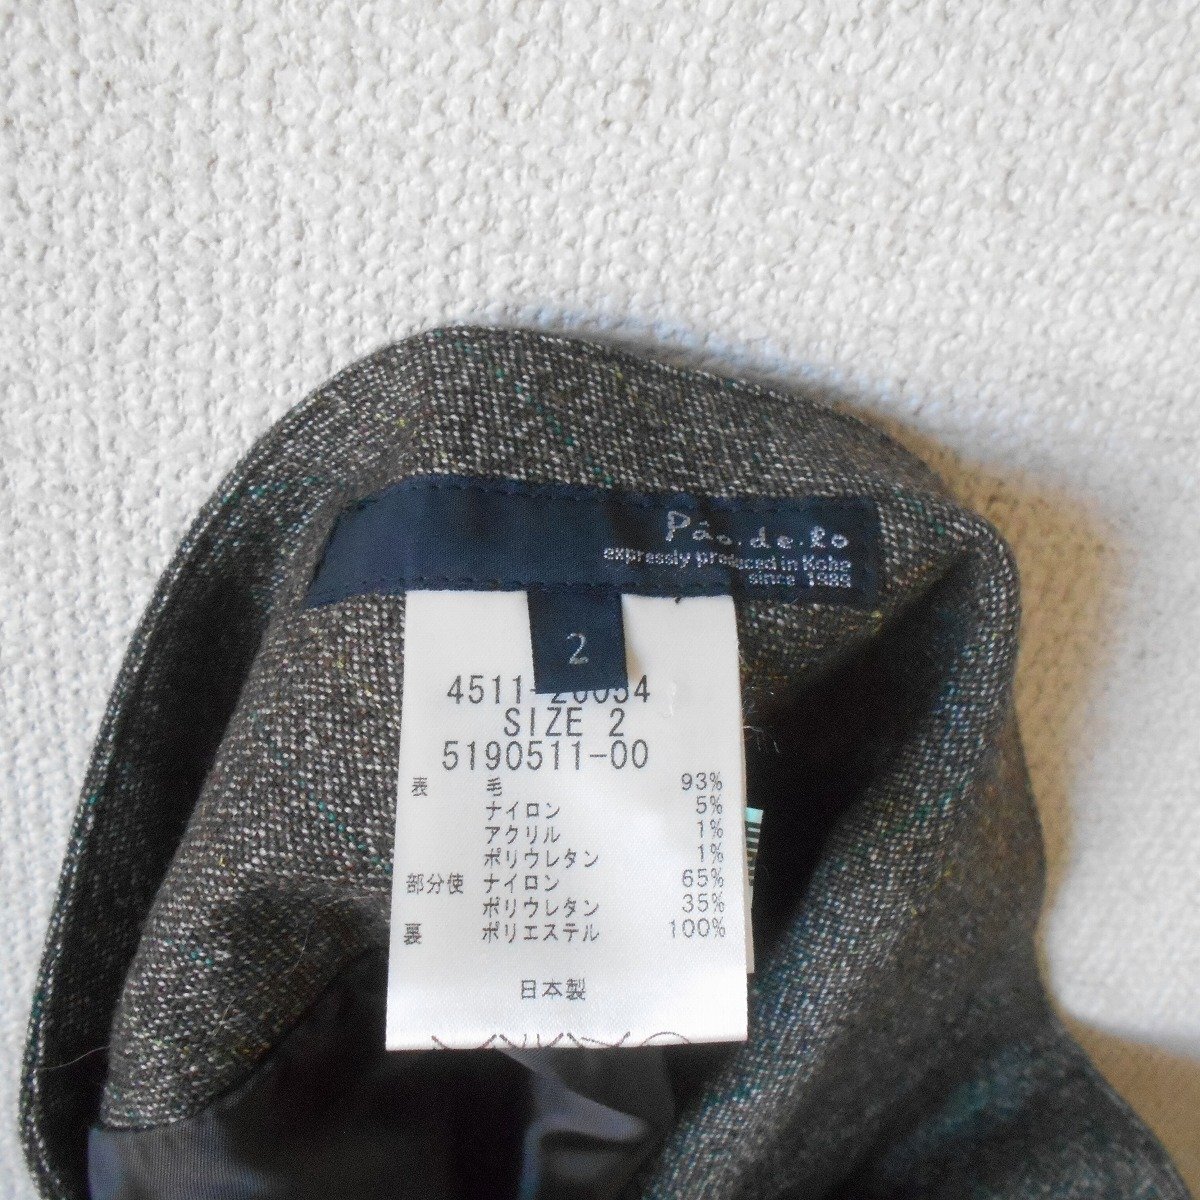 Páo.de.lo
expressly produced in Kobe
since 1988
2
4511-20054
SIZE 2
5190511-00
表 毛 93%
ナイロン 5%
アクリル 1%
ポリウレタン 1%
部分使 ナイロン 65%
ポリウレタン 35%
裏 ポリエステル 100%
日本製